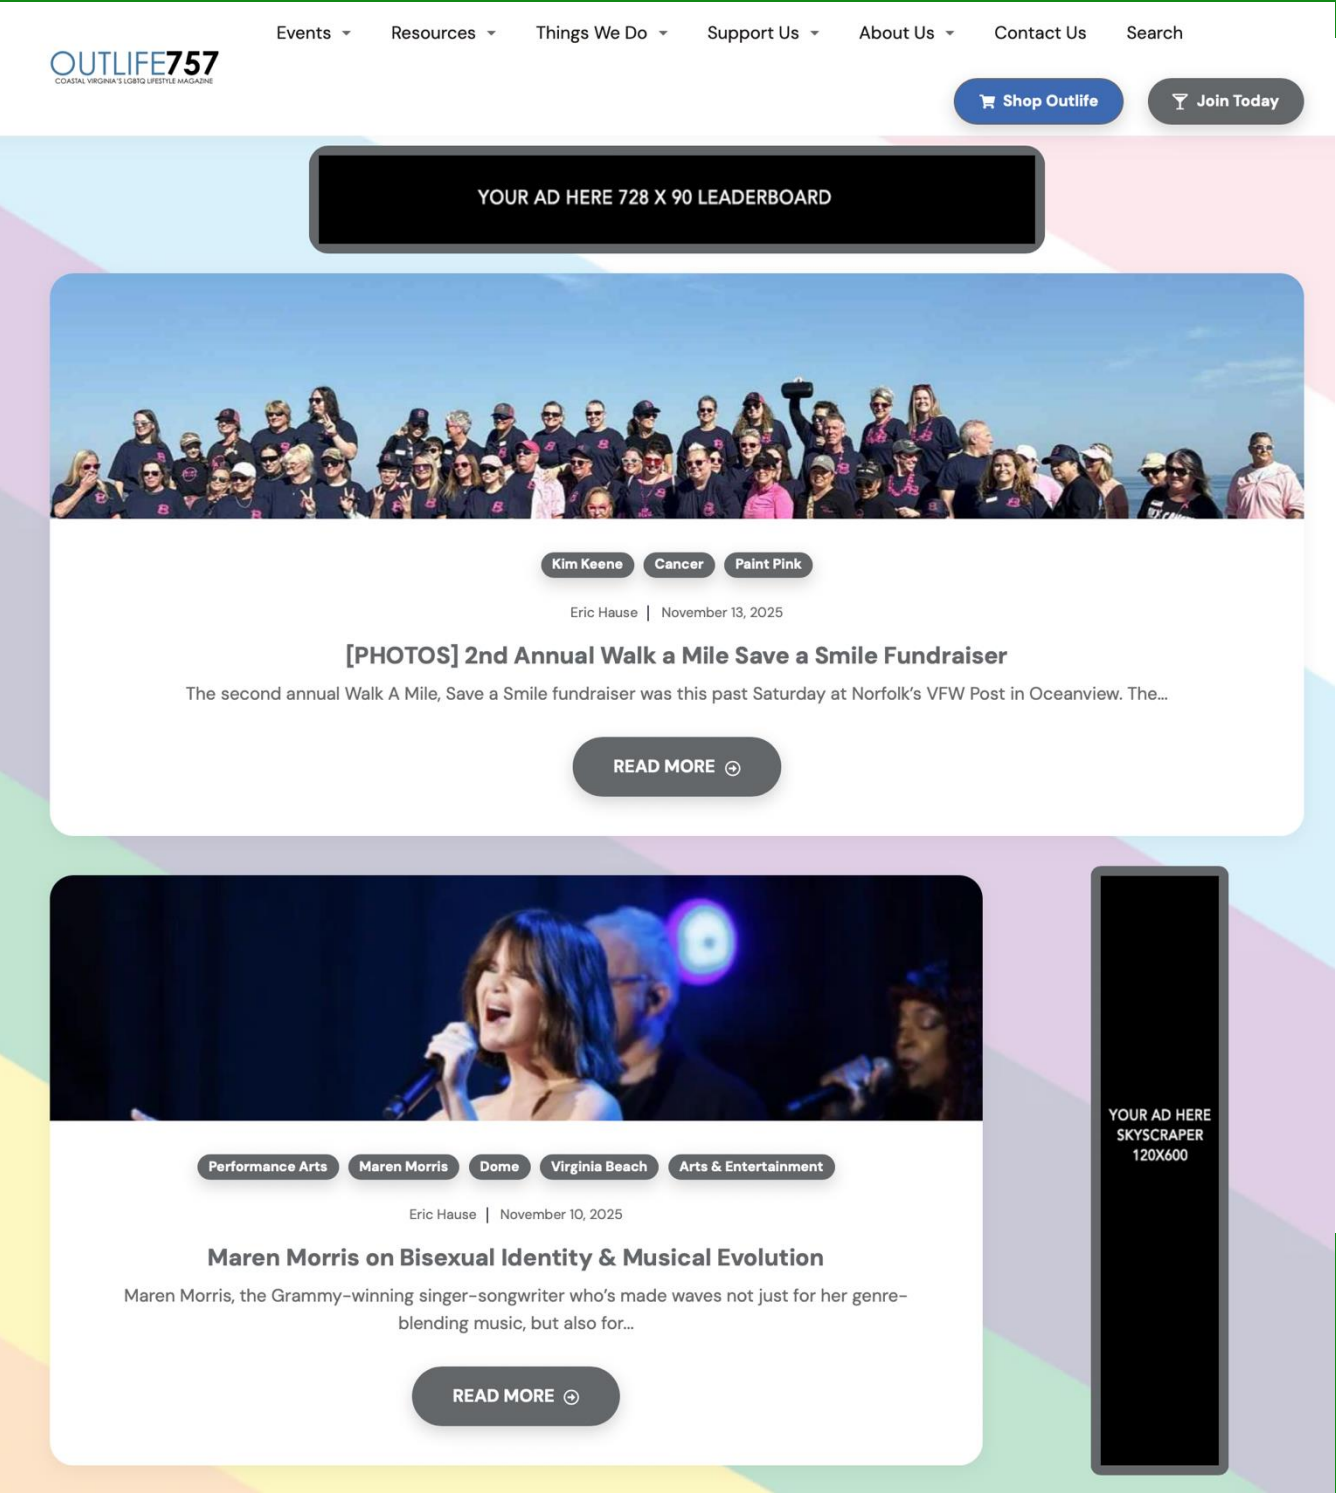 Events
Resources
Things We Do
Support Us
About Us
Contact Us
Search
OUTLIFE757
COASTAL VIRGINIA'S LGBTQ LIFESTYLE MAGAZINE
Shop Outlife
Join Today
YOUR AD HERE 728 X 90 LEADERBOARD
Kim Keene
Cancer
Paint Pink
Eric Hause | November 13, 2025
[PHOTOS] 2nd Annual Walk a Mile Save a Smile Fundraiser
The second annual Walk A Mile, Save a Smile fundraiser was this past Saturday at Norfolk’s VFW Post in Oceanview. The...
READ MORE
Performance Arts
Maren Morris
Dome
Virginia Beach
Arts & Entertainment
Eric Hause | November 10, 2025
Maren Morris on Bisexual Identity & Musical Evolution
Maren Morris, the Grammy-winning singer-songwriter who’s made waves not just for her genre-
blending music, but also for...
READ MORE
YOUR AD HERE
SKYSCRAPER
120X600